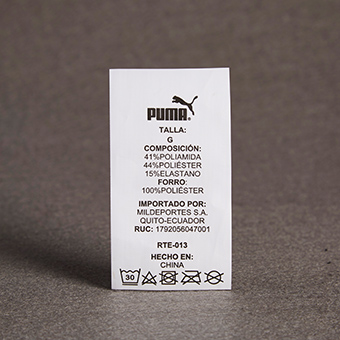 PUMA®
TALLA:
G
COMPOSICIÓN:
41%POLIAMIDA
44%POLIÉSTER
15%ELASTANO
FORRO:
100%POLIÉSTER
IMPORTADO POR:
MILDEPORTES S.A.
QUITO-ECUADOR
RUC: 1792056047001
RTE-013
HECHO EN:
CHINA
30